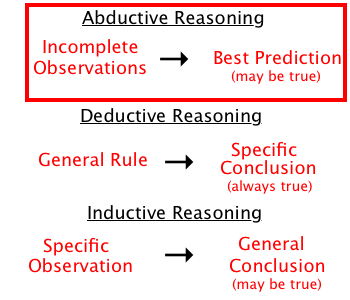 Abductive Reasoning
Incomplete Observations → Best Prediction (may be true)
Deductive Reasoning
General Rule → Specific Conclusion (always true)
Inductive Reasoning
Specific Observation → General Conclusion (may be true)